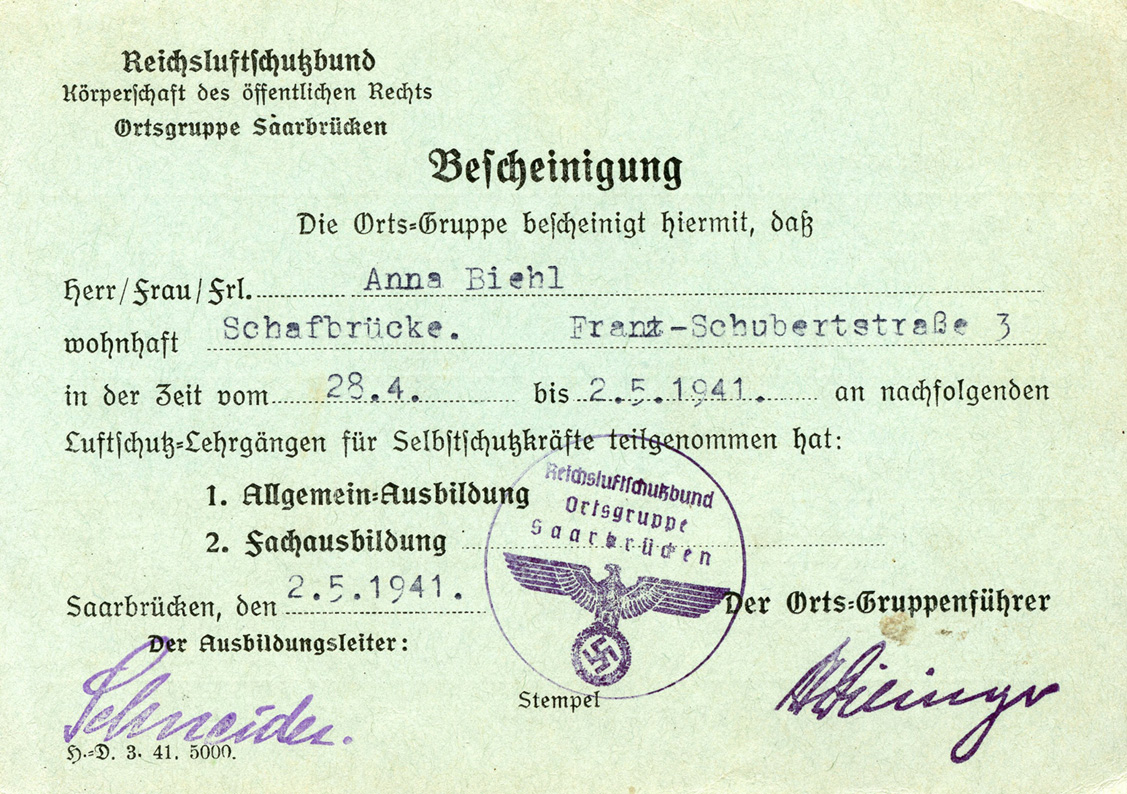 Reichsluftschutzbund
Körperschaft des öffentlichen Rechts
Ortsgruppe Saarbrücken
Bescheinigung
Die Orts=Gruppe bescheinigt hiermit, daß
Herr/Frau/Frl. Anna Biehl
wohnhaft Schafbrücke. Franz-Schubertstraße 3
in der Zeit vom 28.4. bis 2.5.1941. an nachfolgenden
Luftschutz=Lehrgängen für Selbstschutzkräfte teilgenommen hat:
1. Allgemein=Ausbildung
2. Fachausbildung
Reichsluftschutzbund
Ortsgruppe
Saarbrücken
Saarbrücken, den 2.5.1941.
Der Orts=Gruppenführer
Der Ausbildungsleiter:
Schneider.
Stempel
H.=D. 3. 41. 5000.